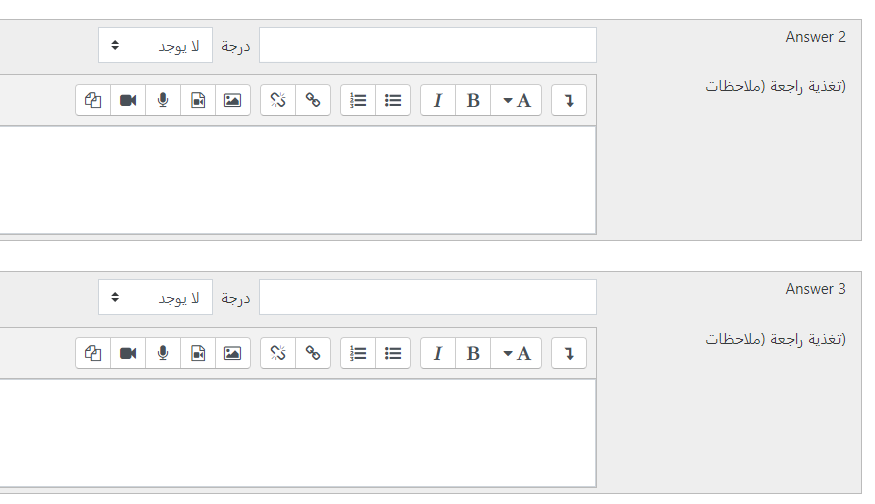 Answer 2
درجة لا يوجد
(تغذية راجعة (ملاحظات
A B I
Answer 3
درجة لا يوجد
(تغذية راجعة (ملاحظات
A B I